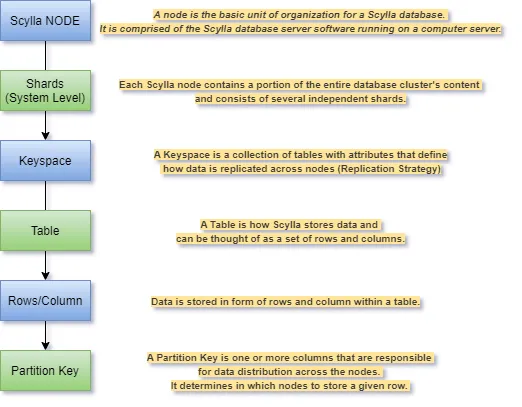 Scylla NODE
A node is the basic unit of organization for a Scylla database.
It is comprised of the Scylla database server software running on a computer server.
Shards
(System Level)
Each Scylla node contains a portion of the entire database cluster's content
and consists of several independent shards.
Keyspace
A Keyspace is a collection of tables with attributes that define
how data is replicated across nodes (Replication Strategy)
Table
A Table is how Scylla stores data and
can be thought of as a set of rows and columns.
Rows/Column
Data is stored in form of rows and column within a table.
Partition Key
A Partition Key is one or more columns that are responsible
for data distribution across the nodes.
It determines in which nodes to store a given row.